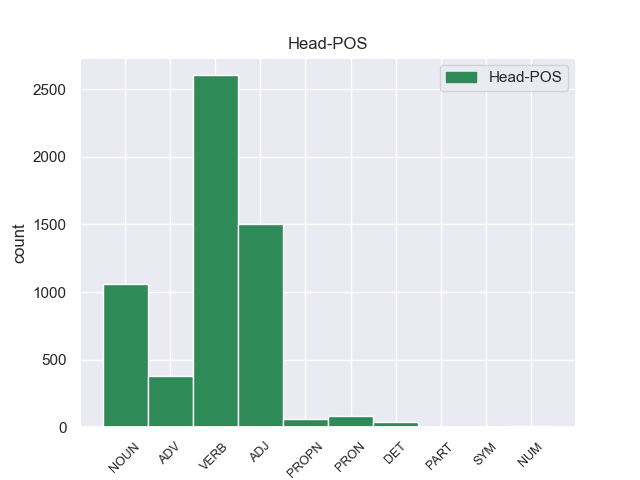 Head-POS
Head-POS
count
2500
2000
1500
1000
500
0
NOUN ADV VERB ADJ PROPN PRON DET PART SYM NUM